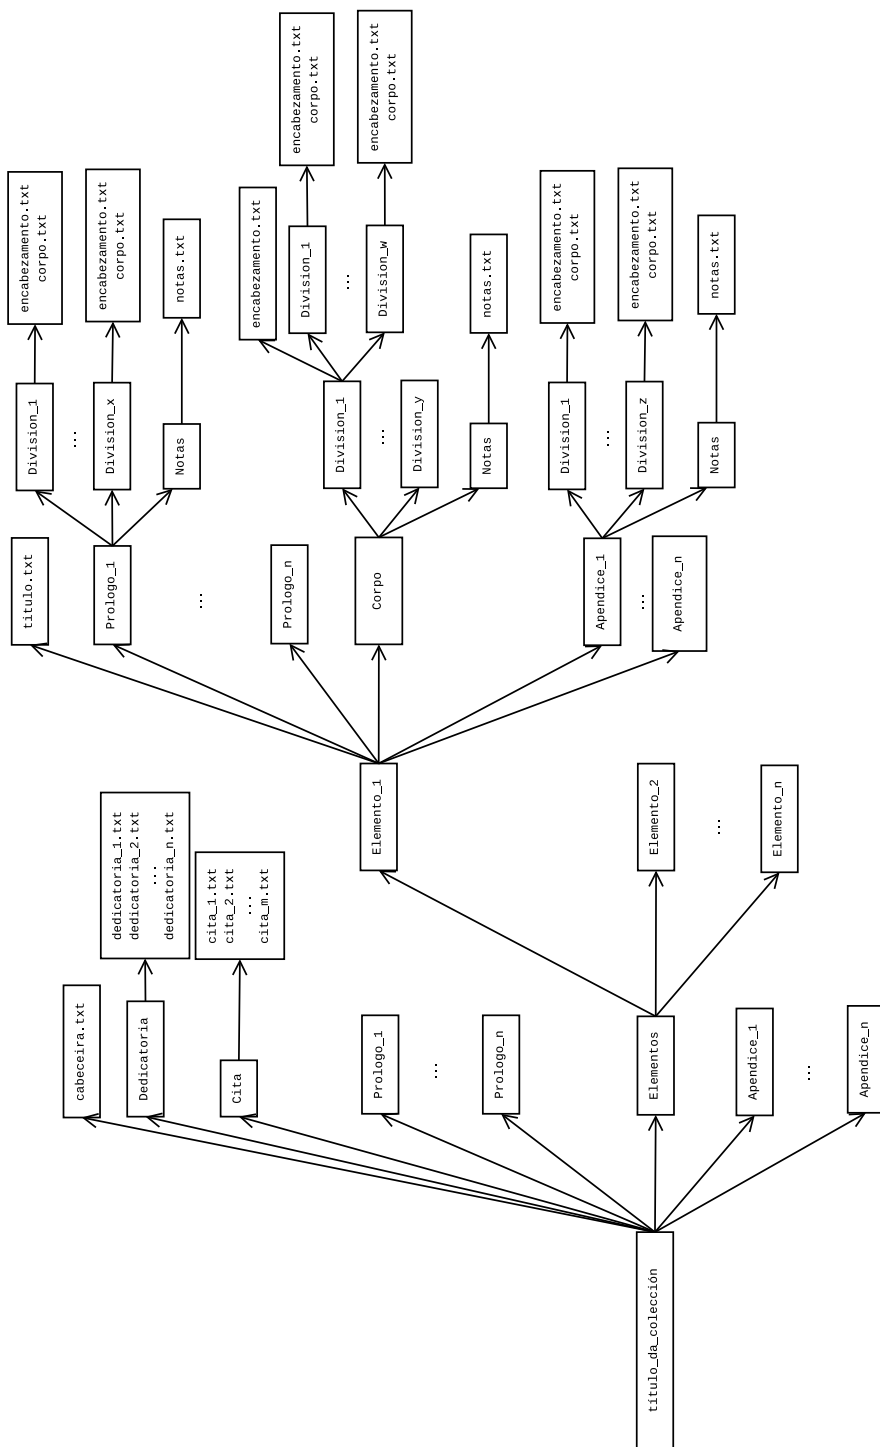 título_da_colección
cabeceira.txt
Dedicatoria
dedicatoria_1.txt
dedicatoria_2.txt
...
dedicatoria_n.txt
Cita
cita_1.txt
cita_2.txt
...
cita_m.txt
Prologo_1
...
Prologo_n
Elementos
Elemento_1
titulo.txt
Prologo_1
Division_1
encabezamento.txt
corpo.txt
...
Division_x
encabezamento.txt
corpo.txt
Notas
notas.txt
...
Prologo_n
Corpo
Division_1
encabezamento.txt
Division_1
encabezamento.txt
corpo.txt
...
Division_w
encabezamento.txt
corpo.txt
...
Division_y
Notas
notas.txt
Apendice_1
Division_1
encabezamento.txt
corpo.txt
...
Division_z
encabezamento.txt
corpo.txt
Notas
notas.txt
...
Apendice_n
Elemento_2
...
Elemento_n
Apendice_1
...
Apendice_n